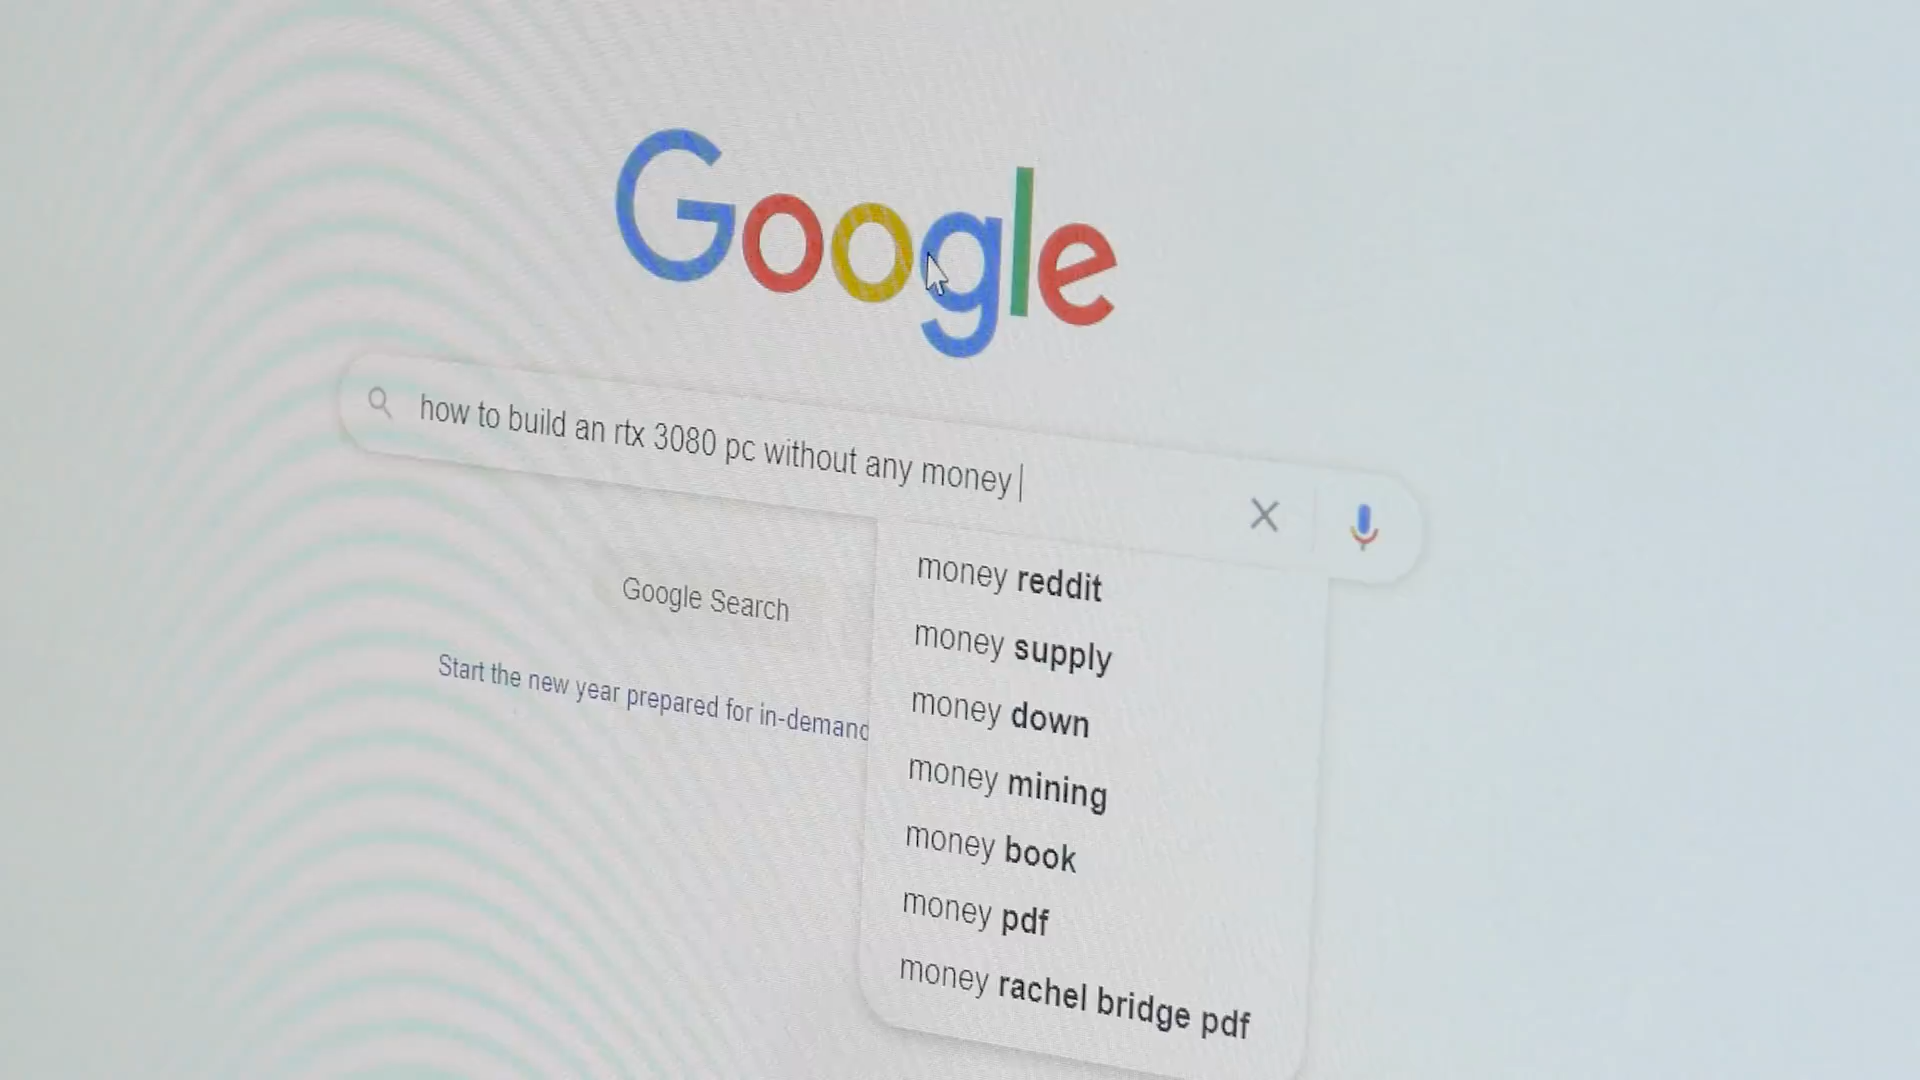 Google
how to build an rtx 3080 pc without any money
money reddit
money supply
Google Search
money down
Start the new year prepared for in-demand
money mining
money book
money pdf
money rachel bridge pdf